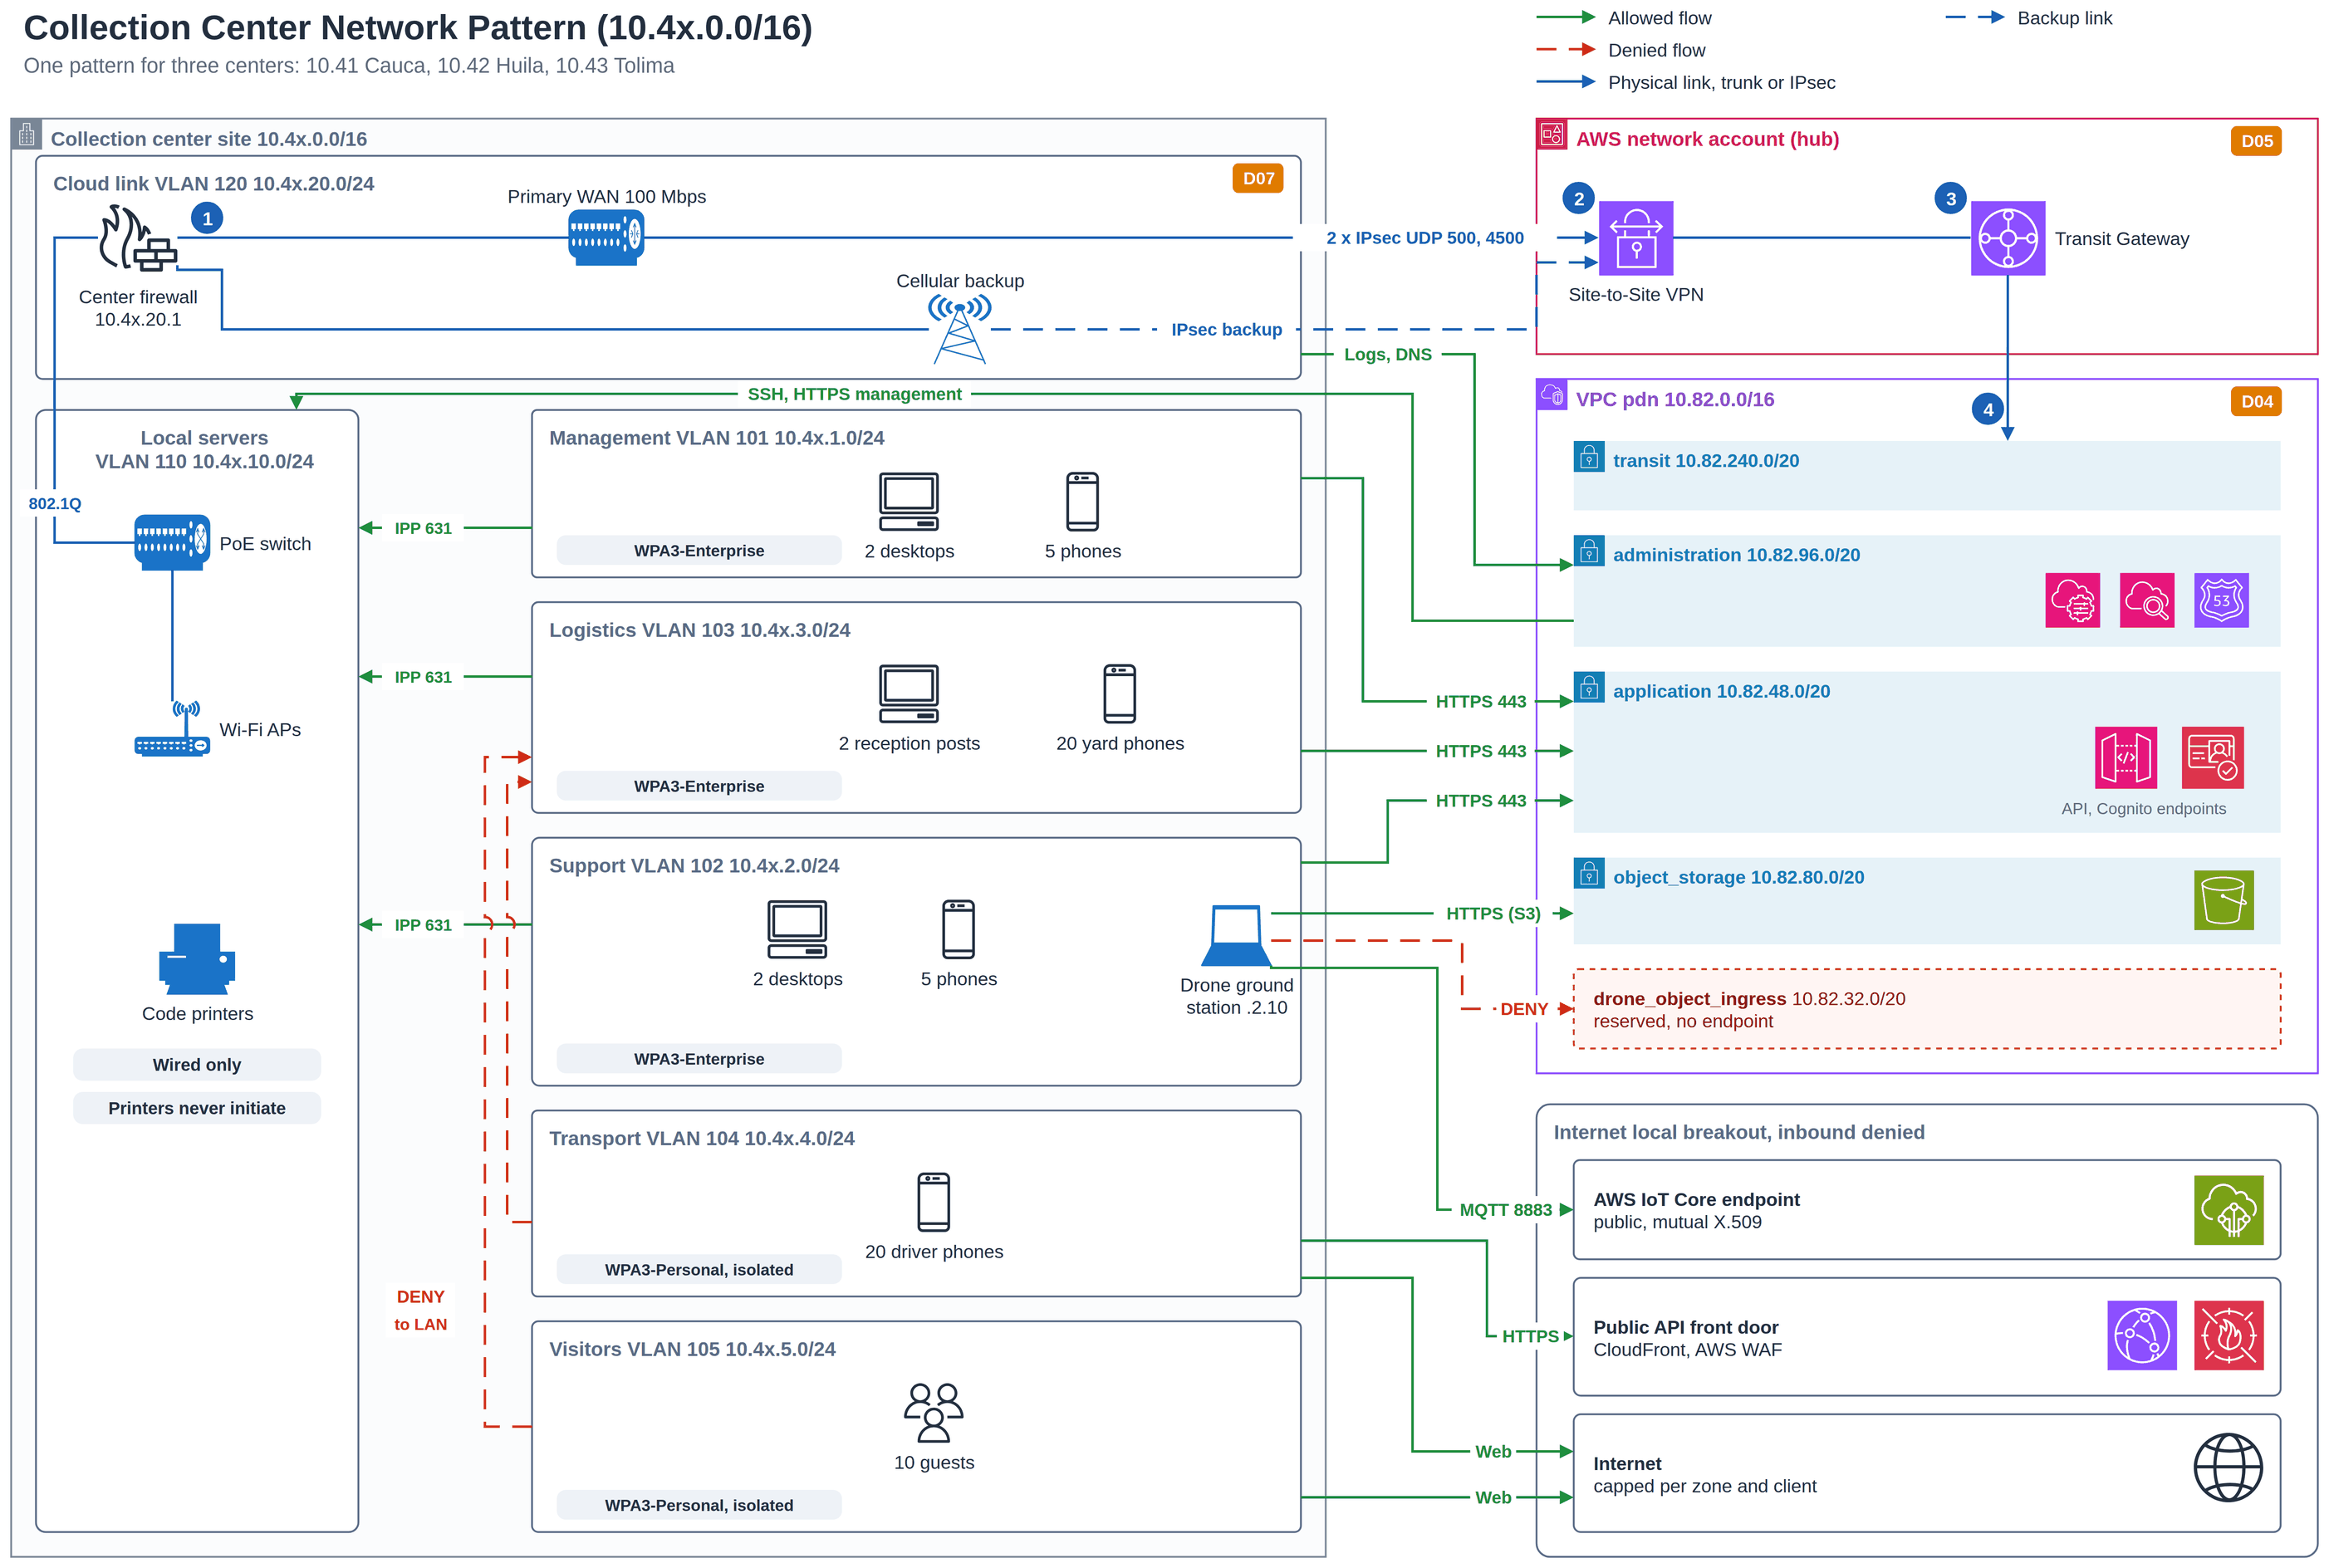 Collection Center Network Pattern (10.4x.0.0/16)
One pattern for three centers: 10.41 Cauca, 10.42 Huila, 10.43 Tolima
Allowed flow
Backup link
Denied flow
Physical link, trunk or IPsec
Collection center site 10.4x.0.0/16
Cloud link VLAN 120 10.4x.20.0/24
D07
1
Primary WAN 100 Mbps
Center firewall
10.4x.20.1
Cellular backup
2 x IPsec UDP 500, 4500
IPsec backup
Logs, DNS
SSH, HTTPS management
AWS network account (hub)
D05
2
3
Site-to-Site VPN
Transit Gateway
Local servers
VLAN 110 10.4x.10.0/24
802.1Q
PoE switch
Wi-Fi APs
Code printers
Wired only
Printers never initiate
IPP 631
IPP 631
IPP 631
DENY
to LAN
Management VLAN 101 10.4x.1.0/24
WPA3-Enterprise
2 desktops
5 phones
Logistics VLAN 103 10.4x.3.0/24
2 reception posts
20 yard phones
WPA3-Enterprise
Support VLAN 102 10.4x.2.0/24
2 desktops
5 phones
Drone ground
station .2.10
WPA3-Enterprise
Transport VLAN 104 10.4x.4.0/24
20 driver phones
WPA3-Personal, isolated
Visitors VLAN 105 10.4x.5.0/24
10 guests
WPA3-Personal, isolated
HTTPS 443
HTTPS 443
HTTPS 443
HTTPS (S3)
DENY
MQTT 8883
HTTPS
Web
Web
VPC pdn 10.82.0.0/16
D04
4
transit 10.82.240.0/20
administration 10.82.96.0/20
53
application 10.82.48.0/20
API, Cognito endpoints
object_storage 10.82.80.0/20
drone_object_ingress 10.82.32.0/20
reserved, no endpoint
Internet local breakout, inbound denied
AWS IoT Core endpoint
public, mutual X.509
Public API front door
CloudFront, AWS WAF
Internet
capped per zone and client